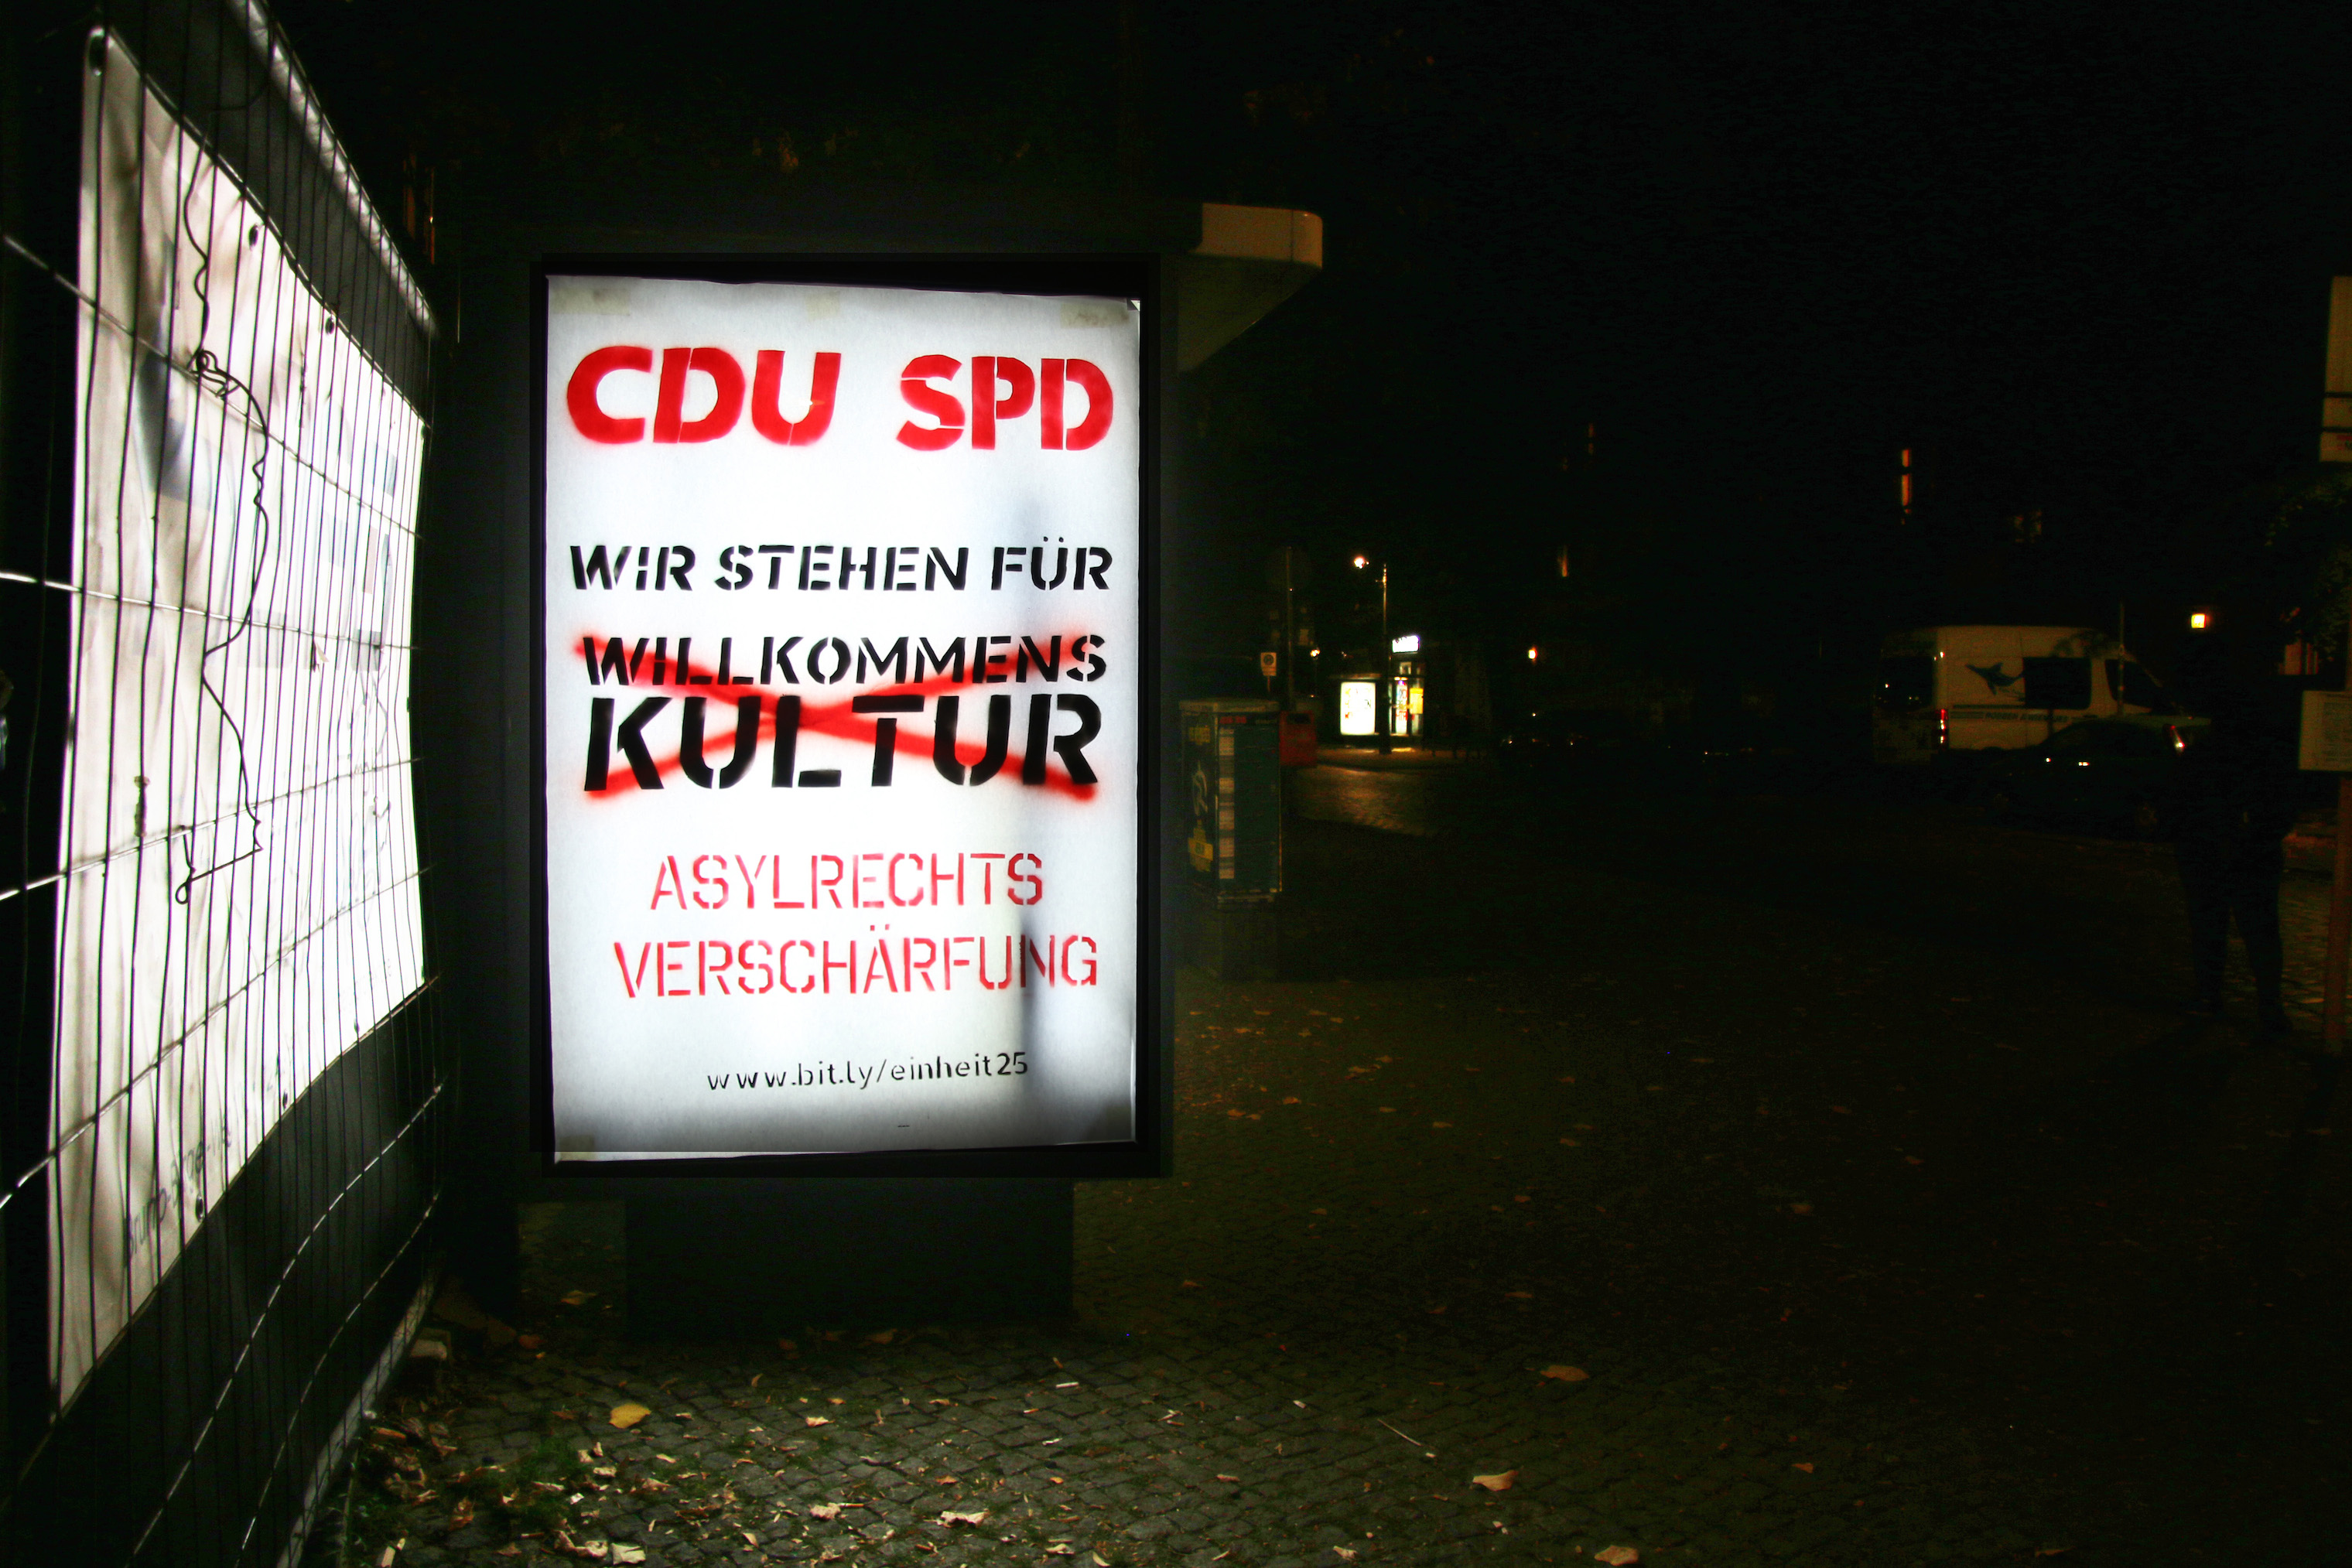 CDU SPD
WIR STEHEN FÜR
WILLKOMMENS
KULTUR
ASYLRECHTS
VERSCHÄRFUNG
www.bit.ly/einheit25